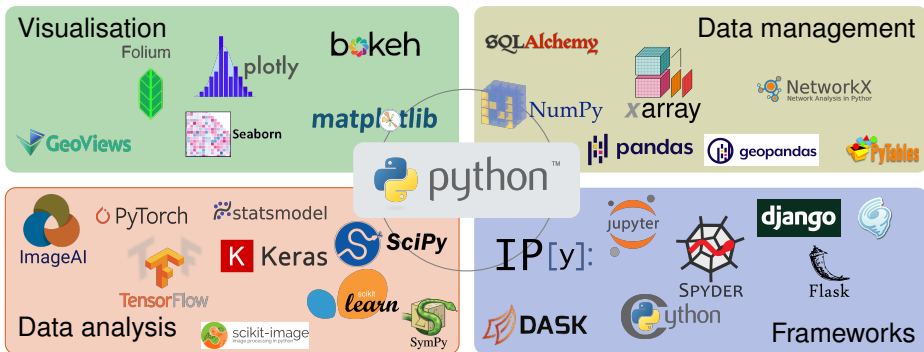 Visualisation
Folium
plotly
bokeh
Seaborn
matplotlib
GeoViews
Data management
SQLAlchemy
NumPy
xarray
NetworkX
Network Analysis in Python
pandas
geopandas
PyTables
python™
ImageAI
PyTorch
statsmodel
TensorFlow
K Keras
SciPy
scikit
learn
scikit-image
image processing in python
SymPy
Data analysis
IP[y]:
jupyter
SPYDER
django
Flask
DASK
Cython
Frameworks